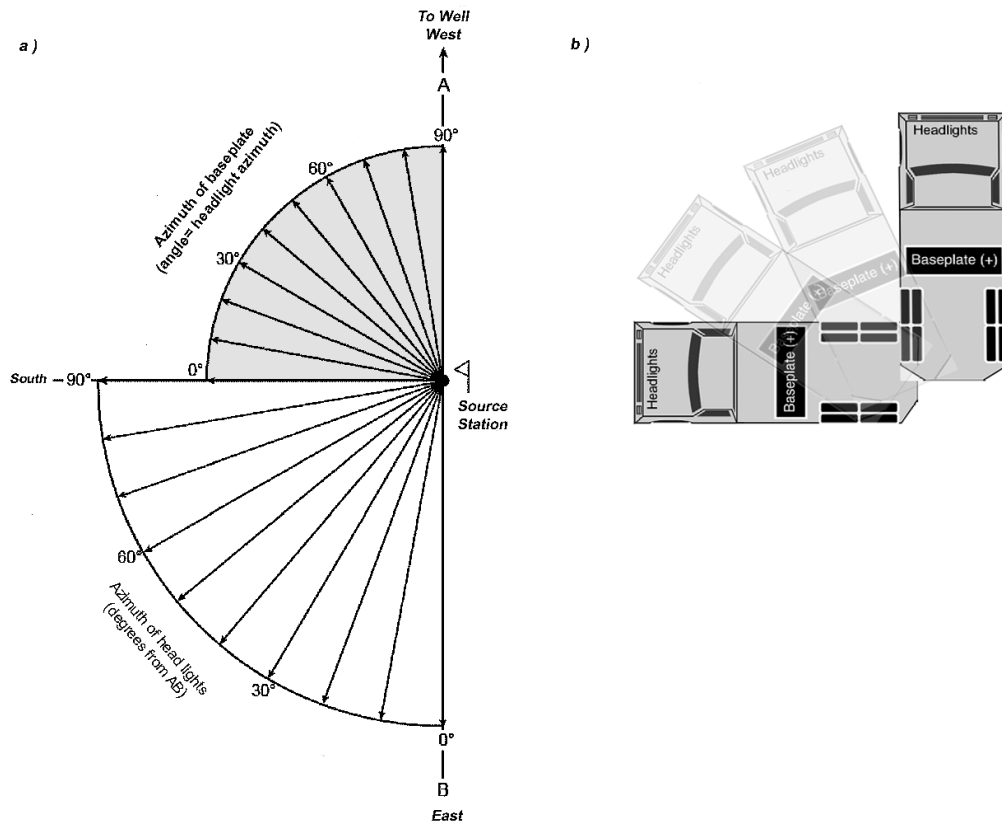 a )
To Well
West
A
90°
Azimuth of baseplate
(angle= headlight azimuth)
60°
30°
0°
South
90°
Source
Station
60°
Azimuth of head lights
(degrees from AB)
30°
0°
B
East
b )
Headlights
Baseplate (+)
Headlights
Baseplate (+)
Headlights
Baseplate (+)
Headlights
Baseplate (+)